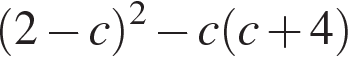 (2 − c)² − c(c + 4)